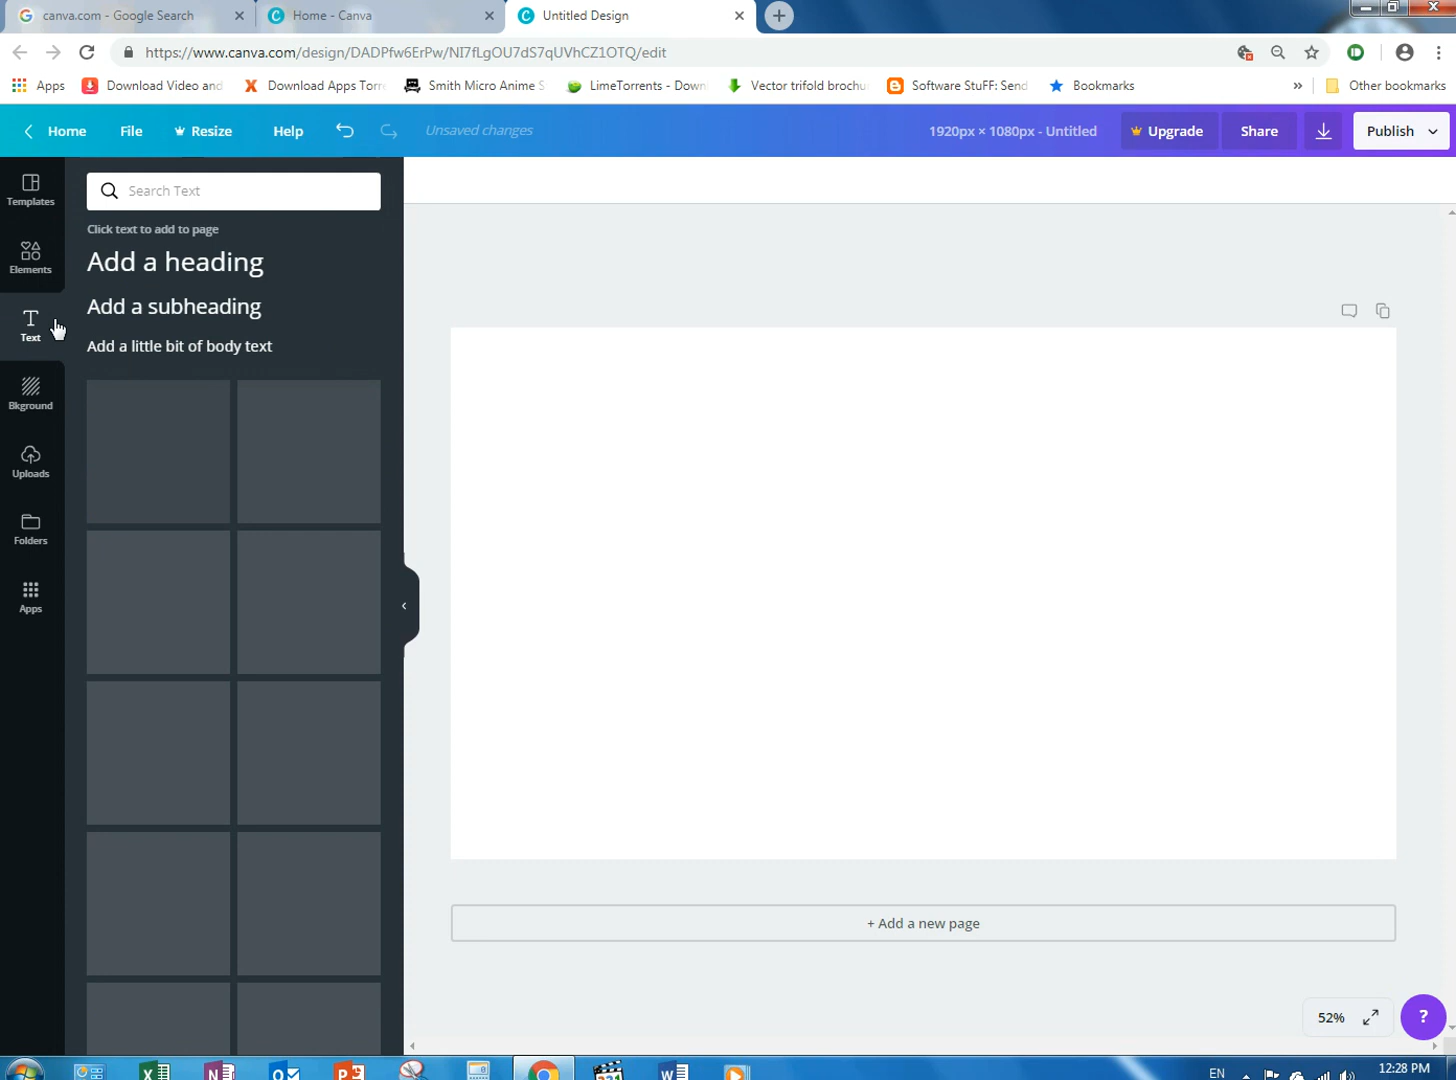 canva.com - Google Search
Home - Canva
Untitled Design
https://www.canva.com/design/DADPfw6ErPw/NI7fLgOU7dS7qUVhCZ1OTQ/edit
Apps
Download Video and
Download Apps Torre
Smith Micro Anime S
LimeTorrents - Down
Vector trifold brochu
Software StuFF: Send
Bookmarks
»
Other bookmarks
Home
File
Resize
Help
Unsaved changes
1920px × 1080px - Untitled
Upgrade
Share
Publish
Templates
Elements
Text
Bkground
Uploads
Folders
Apps
Search Text
Click text to add to page
Add a heading
Add a subheading
Add a little bit of body text
+ Add a new page
52%
?
EN
12:28 PM